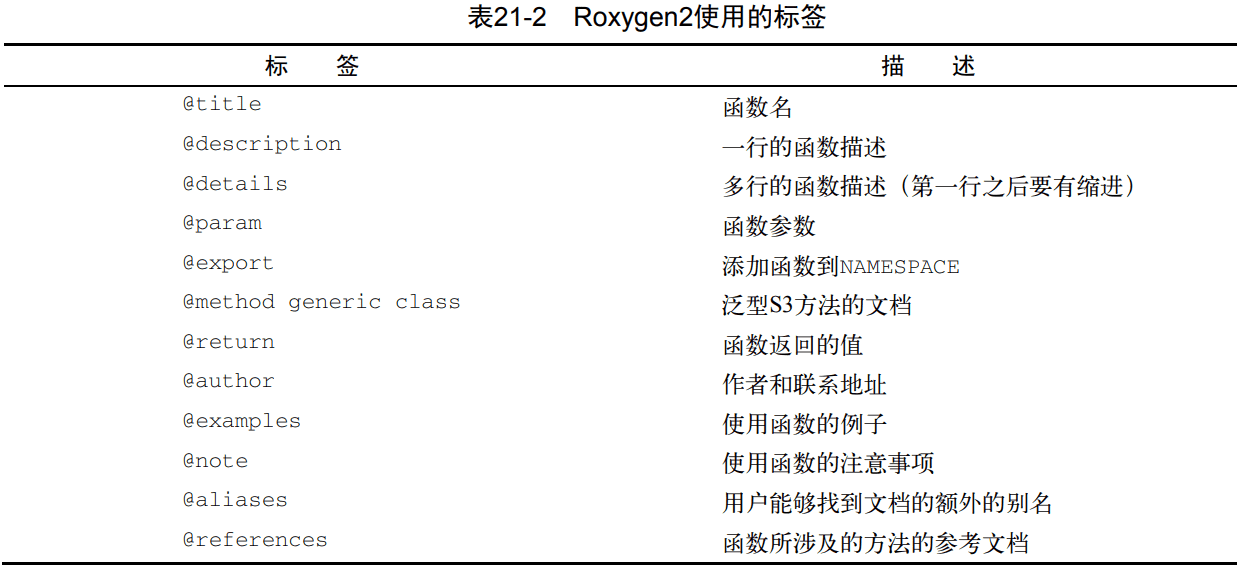 表21-2 Roxygen2使用的标签
标 签 描 述
@title 函数名
@description 一行的函数描述
@details 多行的函数描述（第一行之后要有缩进）
@param 函数参数
@export 添加函数到NAMESPACE
@method generic class 泛型S3方法的文档
@return 函数返回的值
@author 作者和联系地址
@examples 使用函数的例子
@note 使用函数的注意事项
@aliases 用户能够找到文档的额外的别名
@references 函数所涉及的方法的参考文档